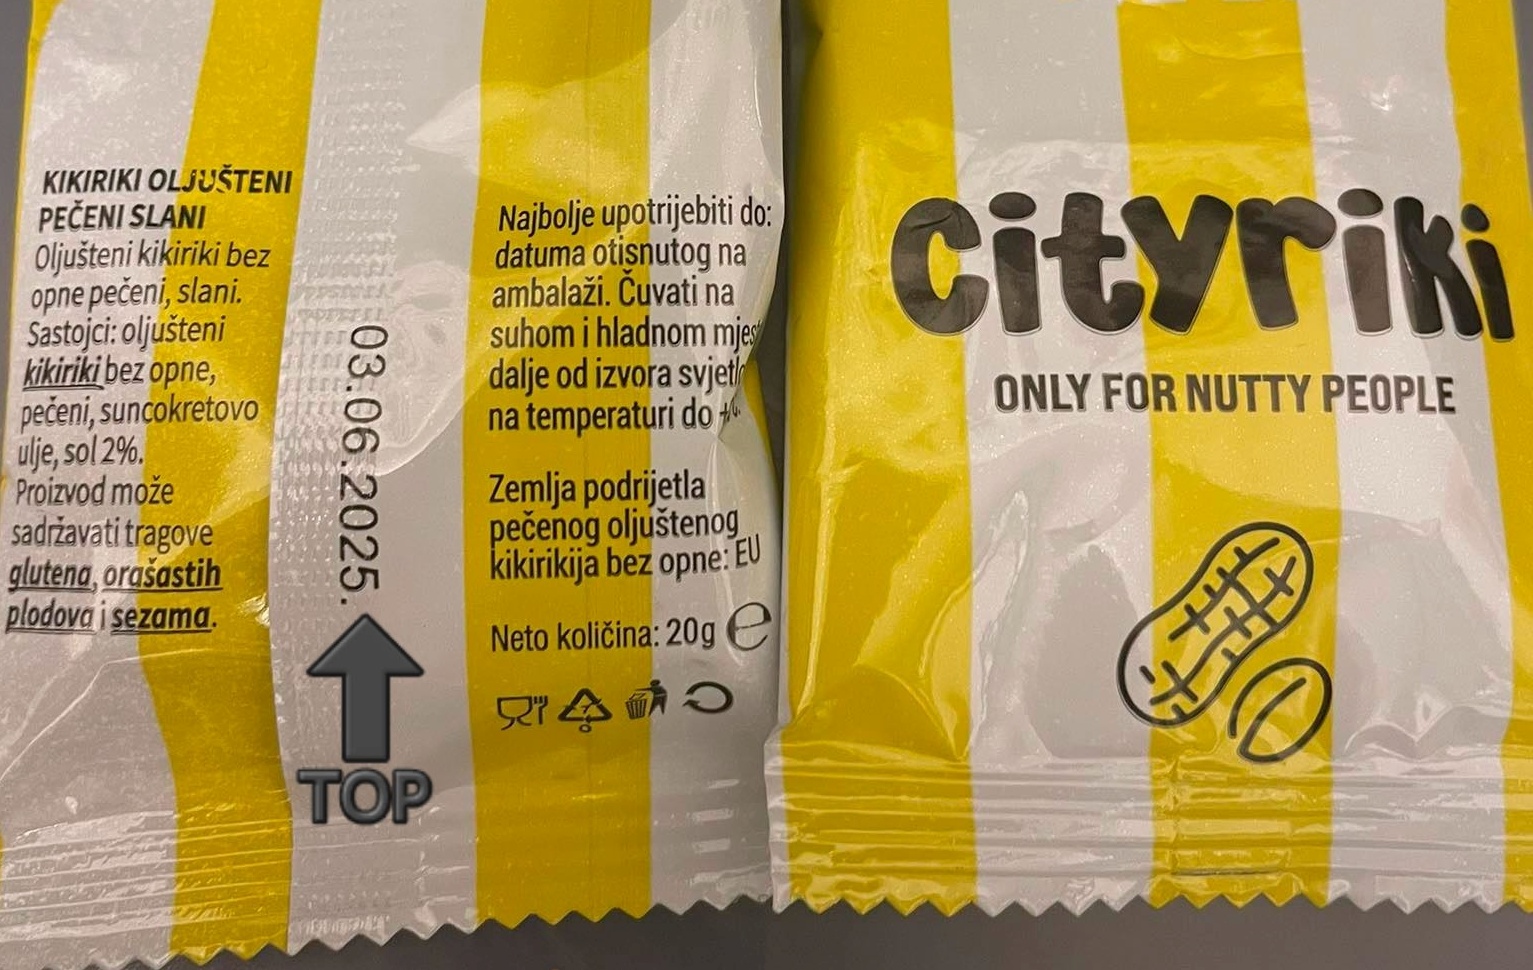 KIKIRIKI OLJUŠTENI
PEČENI SLANI
Oljušteni kikiriki bez
opne pečeni, slani.
Sastojci: oljušteni
kikiriki bez opne,
pečeni, suncokretovo
ulje, sol 2%.
Proizvod može
sadržavati tragove
glutena, orašastih
plodova i sezama.
03.06.2025.
TOP
Najbolje upotrijebiti do:
datuma otisnutog na
ambalaži. Čuvati na
suhom i hladnom
dalje od izvora
na temperaturi do
Zemlja podrijetla
pečenog oljuštenog
kikirikija bez opne: EU
Neto količina: 20g e
cityriki
ONLY FOR NUTTY PEOPLE